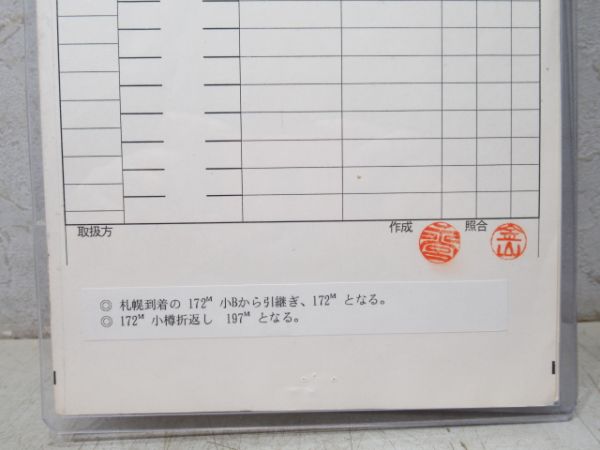 取扱方 作成 照合
◎ 札幌到着の 172ᴹ 小Bから引継ぎ、172ᴹ となる。
◎ 172ᴹ 小樽折返し 197ᴹ となる。